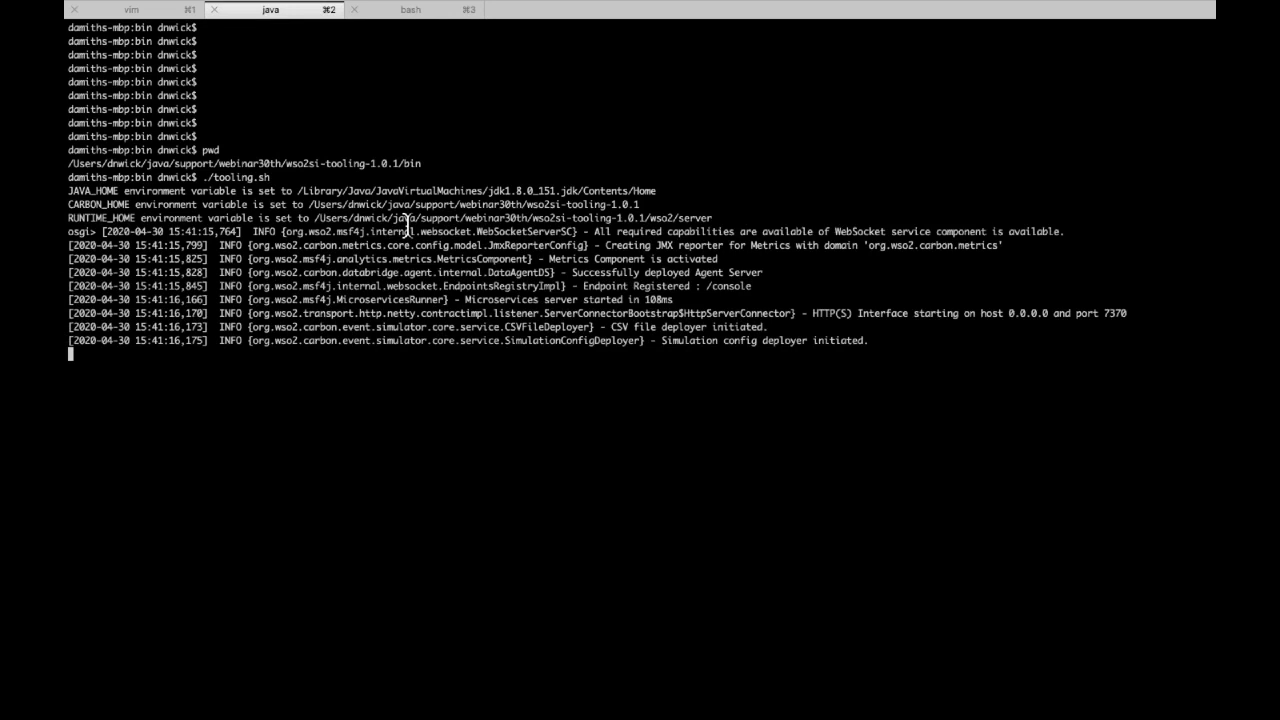 vim ⌘1 java ⌘2 bash ⌘3
damiths-mbp:bin dnwick$
damiths-mbp:bin dnwick$
damiths-mbp:bin dnwick$
damiths-mbp:bin dnwick$
damiths-mbp:bin dnwick$
damiths-mbp:bin dnwick$
damiths-mbp:bin dnwick$
damiths-mbp:bin dnwick$
damiths-mbp:bin dnwick$
damiths-mbp:bin dnwick$ pwd
/Users/dnwick/java/support/webinar30th/wso2si-tooling-1.0.1/bin
damiths-mbp:bin dnwick$ ./tooling.sh
JAVA_HOME environment variable is set to /Library/Java/JavaVirtualMachines/jdk1.8.0_151.jdk/Contents/Home
CARBON_HOME environment variable is set to /Users/dnwick/java/support/webinar30th/wso2si-tooling-1.0.1
RUNTIME_HOME environment variable is set to /Users/dnwick/java/support/webinar30th/wso2si-tooling-1.0.1/wso2/server
osgi> [2020-04-30 15:41:15,764]  INFO {org.wso2.msf4j.internal.websocket.WebSocketServerSC} - All required capabilities are available of WebSocket service component is available.
[2020-04-30 15:41:15,799]  INFO {org.wso2.carbon.metrics.core.config.model.JmxReporterConfig} - Creating JMX reporter for Metrics with domain 'org.wso2.carbon.metrics'
[2020-04-30 15:41:15,825]  INFO {org.wso2.msf4j.analytics.metrics.MetricsComponent} - Metrics Component is activated
[2020-04-30 15:41:15,828]  INFO {org.wso2.carbon.databridge.agent.internal.DataAgentDS} - Successfully deployed Agent Server
[2020-04-30 15:41:15,845]  INFO {org.wso2.msf4j.internal.websocket.EndpointsRegistryImpl} - Endpoint Registered : /console
[2020-04-30 15:41:16,166]  INFO {org.wso2.msf4j.MicroservicesRunner} - Microservices server started in 108ms
[2020-04-30 15:41:16,170]  INFO {org.wso2.transport.http.netty.contractimpl.listener.ServerConnectorBootstrap$HttpServerConnector} - HTTP(S) Interface starting on host 0.0.0.0 and port 7370
[2020-04-30 15:41:16,173]  INFO {org.wso2.carbon.event.simulator.core.service.CSVFileDeployer} - CSV file deployer initiated.
[2020-04-30 15:41:16,175]  INFO {org.wso2.carbon.event.simulator.core.service.SimulationConfigDeployer} - Simulation config deployer initiated.